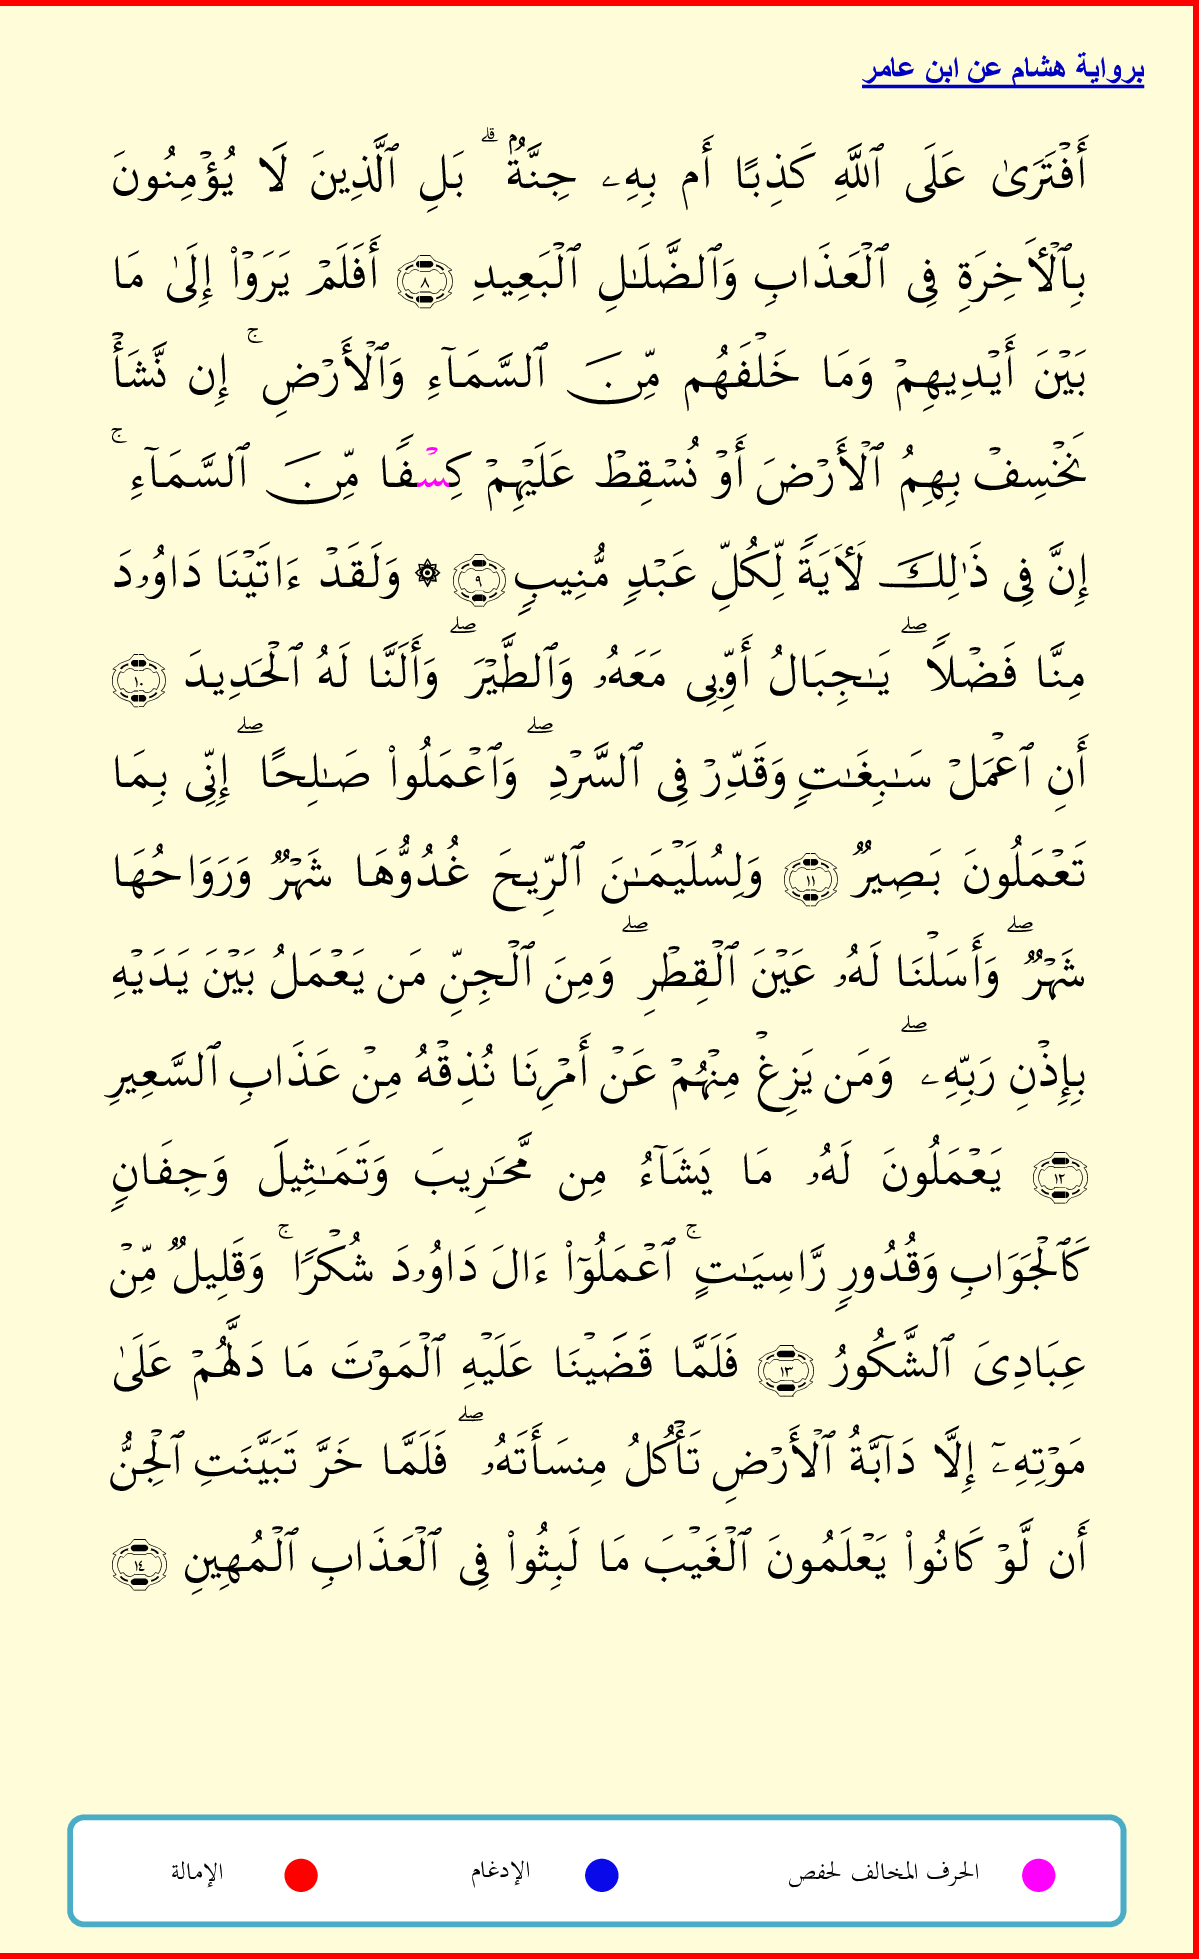 برواية هشام عن ابن عامر
أَفۡتَرَىٰ عَلَى ٱللَّهِ كَذِبًا أَم بِهِۦ جِنَّةُۢۗ بَلِ ٱلَّذِينَ لَا يُؤۡمِنُونَ
بِٱلۡأَخِرَةِ فِي ٱلۡعَذَابِ وَٱلضَّلَٰلِ ٱلۡبَعِيدِ ٨ أَفَلَمۡ يَرَوۡاْ إِلَىٰ مَا
بَيۡنَ أَيۡدِيهِمۡ وَمَا خَلۡفَهُم مِّنَ ٱلسَّمَآءِ وَٱلۡأَرۡضِۚ إِن نَّشَأۡ
نَخۡسِفۡ بِهِمُ ٱلۡأَرۡضَ أَوۡ نُسۡقِطۡ عَلَيۡهِمۡ كِسۡفًا مِّنَ ٱلسَّمَآءِۚ
إِنَّ فِي ذَٰلِكَ لَأَيَةً لِّكُلِّ عَبۡدٍ مُّنِيبٍ ٩ ۞ وَلَقَدۡ ءَاتَيۡنَا دَاوُۥدَ
مِنَّا فَضۡلًاۖ يَٰجِبَالُ أَوِّبِي مَعَهُۥ وَٱلطَّيۡرَۖ وَأَلَنَّا لَهُ ٱلۡحَدِيدَ ١٠
أَنِ ٱعۡمَلۡ سَٰبِغَٰتٍ وَقَدِّرۡ فِي ٱلسَّرۡدِۖ وَٱعۡمَلُواْ صَٰلِحًاۖ إِنِّي بِمَا
تَعۡمَلُونَ بَصِيرٌ ١١ وَلِسُلَيۡمَٰنَ ٱلرِّيحَ غُدُوُّهَا شَهۡرٌ وَرَوَاحُهَا
شَهۡرٌۖ وَأَسَلۡنَا لَهُۥ عَيۡنَ ٱلۡقِطۡرِۖ وَمِنَ ٱلۡجِنِّ مَن يَعۡمَلُ بَيۡنَ يَدَيۡهِ
بِإِذۡنِ رَبِّهِۦۖ وَمَن يَزِغۡ مِنۡهُمۡ عَنۡ أَمۡرِنَا نُذِقۡهُ مِنۡ عَذَابِ ٱلسَّعِيرِ
١٢ يَعۡمَلُونَ لَهُۥ مَا يَشَآءُ مِن مَّحَٰرِيبَ وَتَمَٰثِيلَ وَجِفَانٍ
كَٱلۡجَوَابِ وَقُدُورٍ رَّاسِيَٰتٍۚ ٱعۡمَلُوٓاْ ءَالَ دَاوُۥدَ شُكۡرًاۚ وَقَلِيلٌ مِّنۡ
عِبَادِيَ ٱلشَّكُورُ ١٣ فَلَمَّا قَضَيۡنَا عَلَيۡهِ ٱلۡمَوۡتَ مَا دَلَّهُمۡ عَلَىٰ
مَوۡتِهِۦٓ إِلَّا دَآبَّةُ ٱلۡأَرۡضِ تَأۡكُلُ مِنسَأَتَهُۥۖ فَلَمَّا خَرَّ تَبَيَّنَتِ ٱلۡجِنُّ
أَن لَّوۡ كَانُواْ يَعۡلَمُونَ ٱلۡغَيۡبَ مَا لَبِثُواْ فِي ٱلۡعَذَابِ ٱلۡمُهِينِ ١٤
الحرف المخالف لحفص الإدغام الإمالة